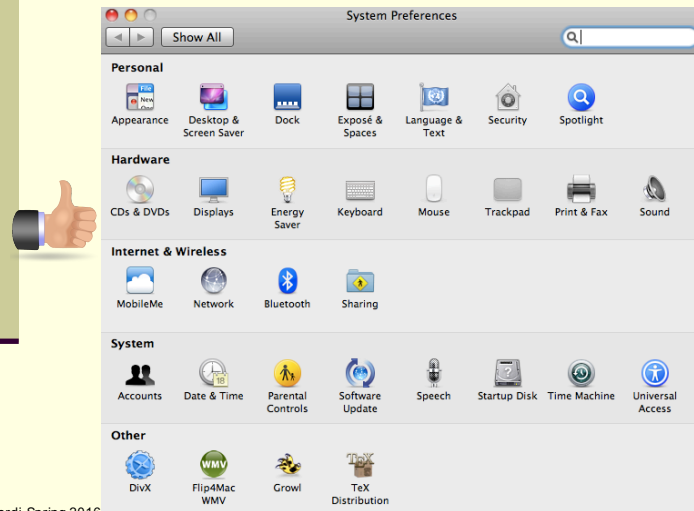 System Preferences
Show All
Personal
Appearance
Desktop &
Screen Saver
Dock
Exposé &
Spaces
Language &
Text
Security
Spotlight
Hardware
CDs & DVDs
Displays
Energy
Saver
Keyboard
Mouse
Trackpad
Print & Fax
Sound
Internet & Wireless
MobileMe
Network
Bluetooth
Sharing
System
Accounts
Date & Time
Parental
Controls
Software
Update
Speech
Startup Disk
Time Machine
Universal
Access
Other
DivX
Flip4Mac
WMV
Growl
TeX
Distribution
Spring 2016